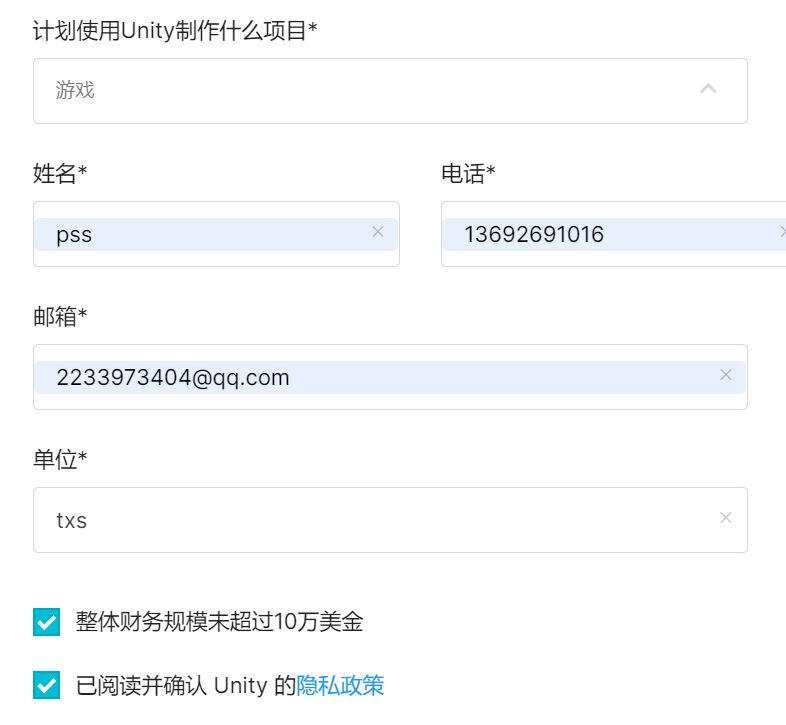 计划使用Unity制作什么项目*
游戏
姓名*
电话*
pss
13692691016
邮箱*
2233973404@qq.com
单位*
txs
整体财务规模未超过10万美金
已阅读并确认 Unity 的隐私政策